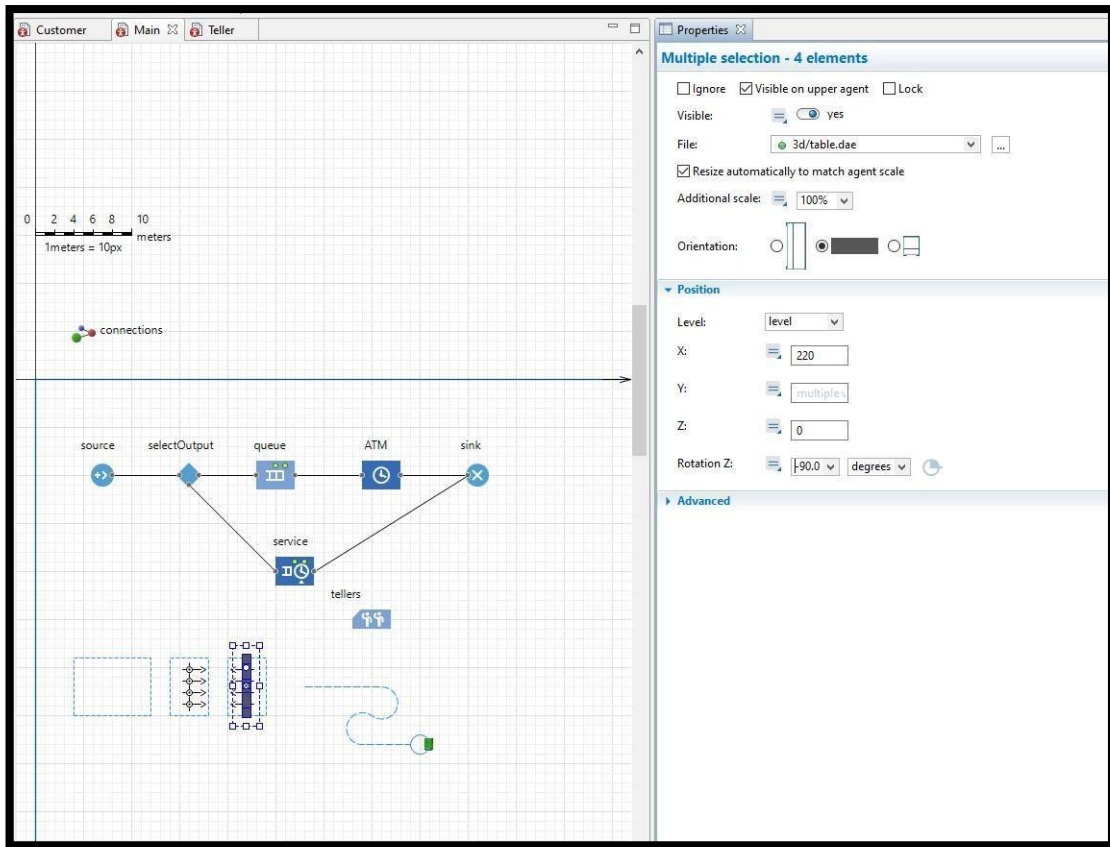 Customer
Main
Teller
0 2 4 6 8 10
meters
1meters = 10px
connections
source
selectOutput
queue
ATM
sink
service
tellers
Properties
Multiple selection - 4 elements
Ignore
Visible on upper agent
Lock
Visible:
yes
File:
3d/table.dae
...
Resize automatically to match agent scale
Additional scale:
100%
Orientation:
Position
Level:
level
X:
220
Y:
Z:
0
Rotation Z:
-90.0
degrees
Advanced